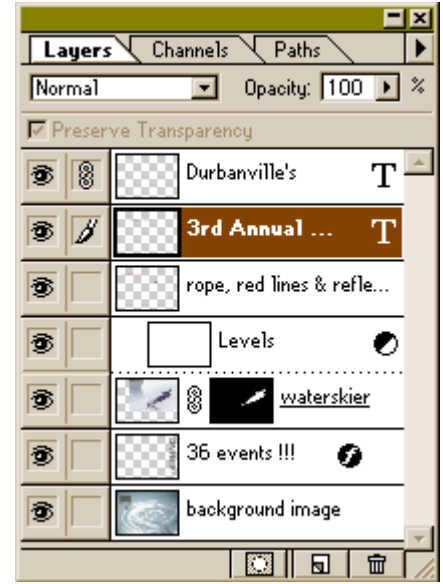 Layers Channels Paths
Normal Opacity: 100 %
Preserve Transparency
Durbanville's T
3rd Annual ... T
rope, red lines & refle...
Levels
waterskier
36 events !!!
background image